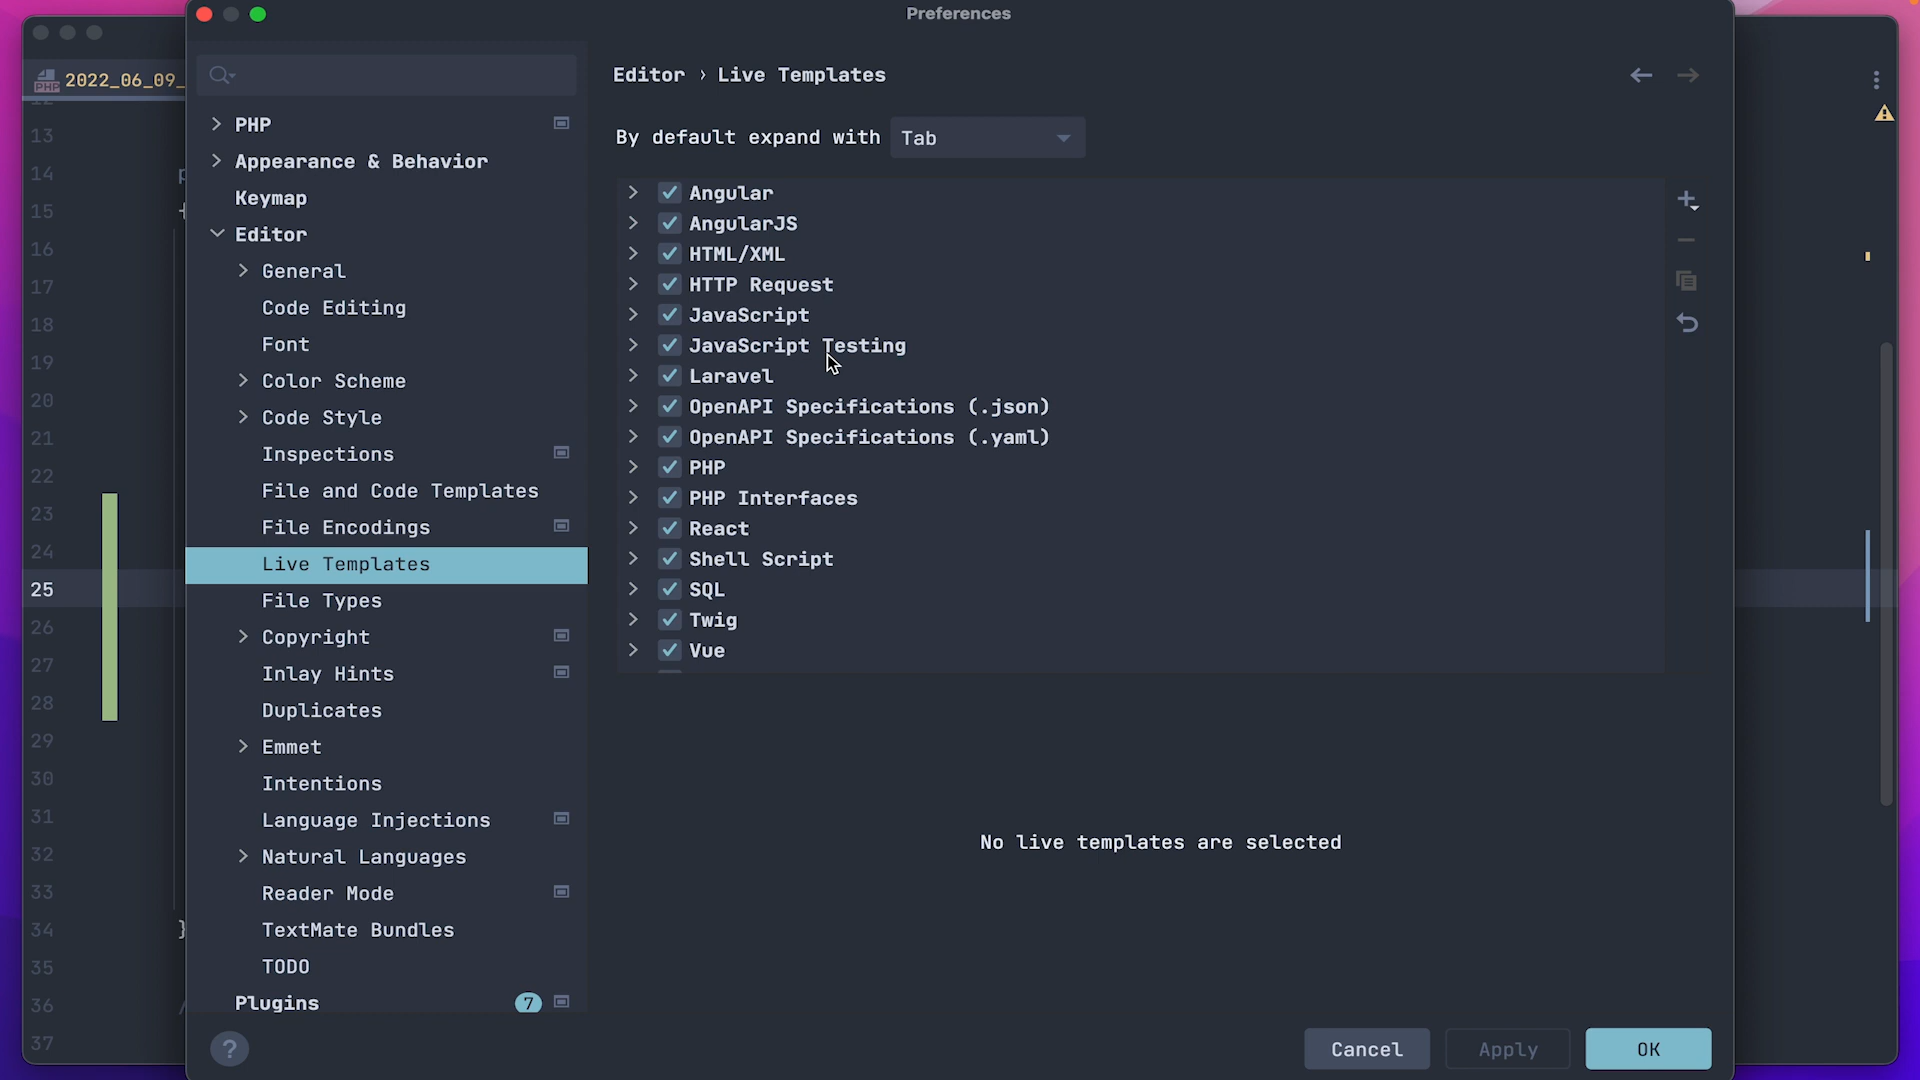 Preferences
2022_06_09_
PHP
Appearance & Behavior
Keymap
Editor
General
Code Editing
Font
Color Scheme
Code Style
Inspections
File and Code Templates
File Encodings
Live Templates
File Types
Copyright
Inlay Hints
Duplicates
Emmet
Intentions
Language Injections
Natural Languages
Reader Mode
TextMate Bundles
TODO
Plugins 7
?
Editor › Live Templates
By default expand with Tab
Angular
AngularJS
HTML/XML
HTTP Request
JavaScript
JavaScript Testing
Laravel
OpenAPI Specifications (.json)
OpenAPI Specifications (.yaml)
PHP
PHP Interfaces
React
Shell Script
SQL
Twig
Vue
No live templates are selected
Cancel Apply OK
13
14 p
15
16
17
18
19
20
21
22
23
24
25
26
27
28
29
30
31
32
33
34 }
35
36 /
37